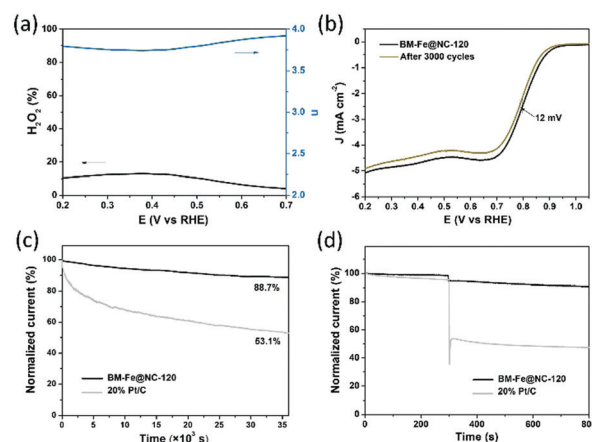 (a)
100
80
60
40
20
0
H₂O₂ (%)
4.0
3.5
3.0
2.5
2.0
n
0.2 0.3 0.4 0.5 0.6 0.7
E (V vs RHE)
(b)
0
-1
-2
-3
-4
-5
-6
J (mA cm⁻²)
BM-Fe@NC-120
After 3000 cycles
12 mV
0.2 0.3 0.4 0.5 0.6 0.7 0.8 0.9 1.0
E (V vs RHE)
(c)
100
80
60
40
20
0
Normalized current (%)
88.7%
53.1%
BM-Fe@NC-120
20% Pt/C
0 5 10 15 20 25 30 35
Time (×10³ s)
(d)
120
100
80
60
40
20
0
Normalized current (%)
BM-Fe@NC-120
20% Pt/C
0 200 400 600 80
Time (s)